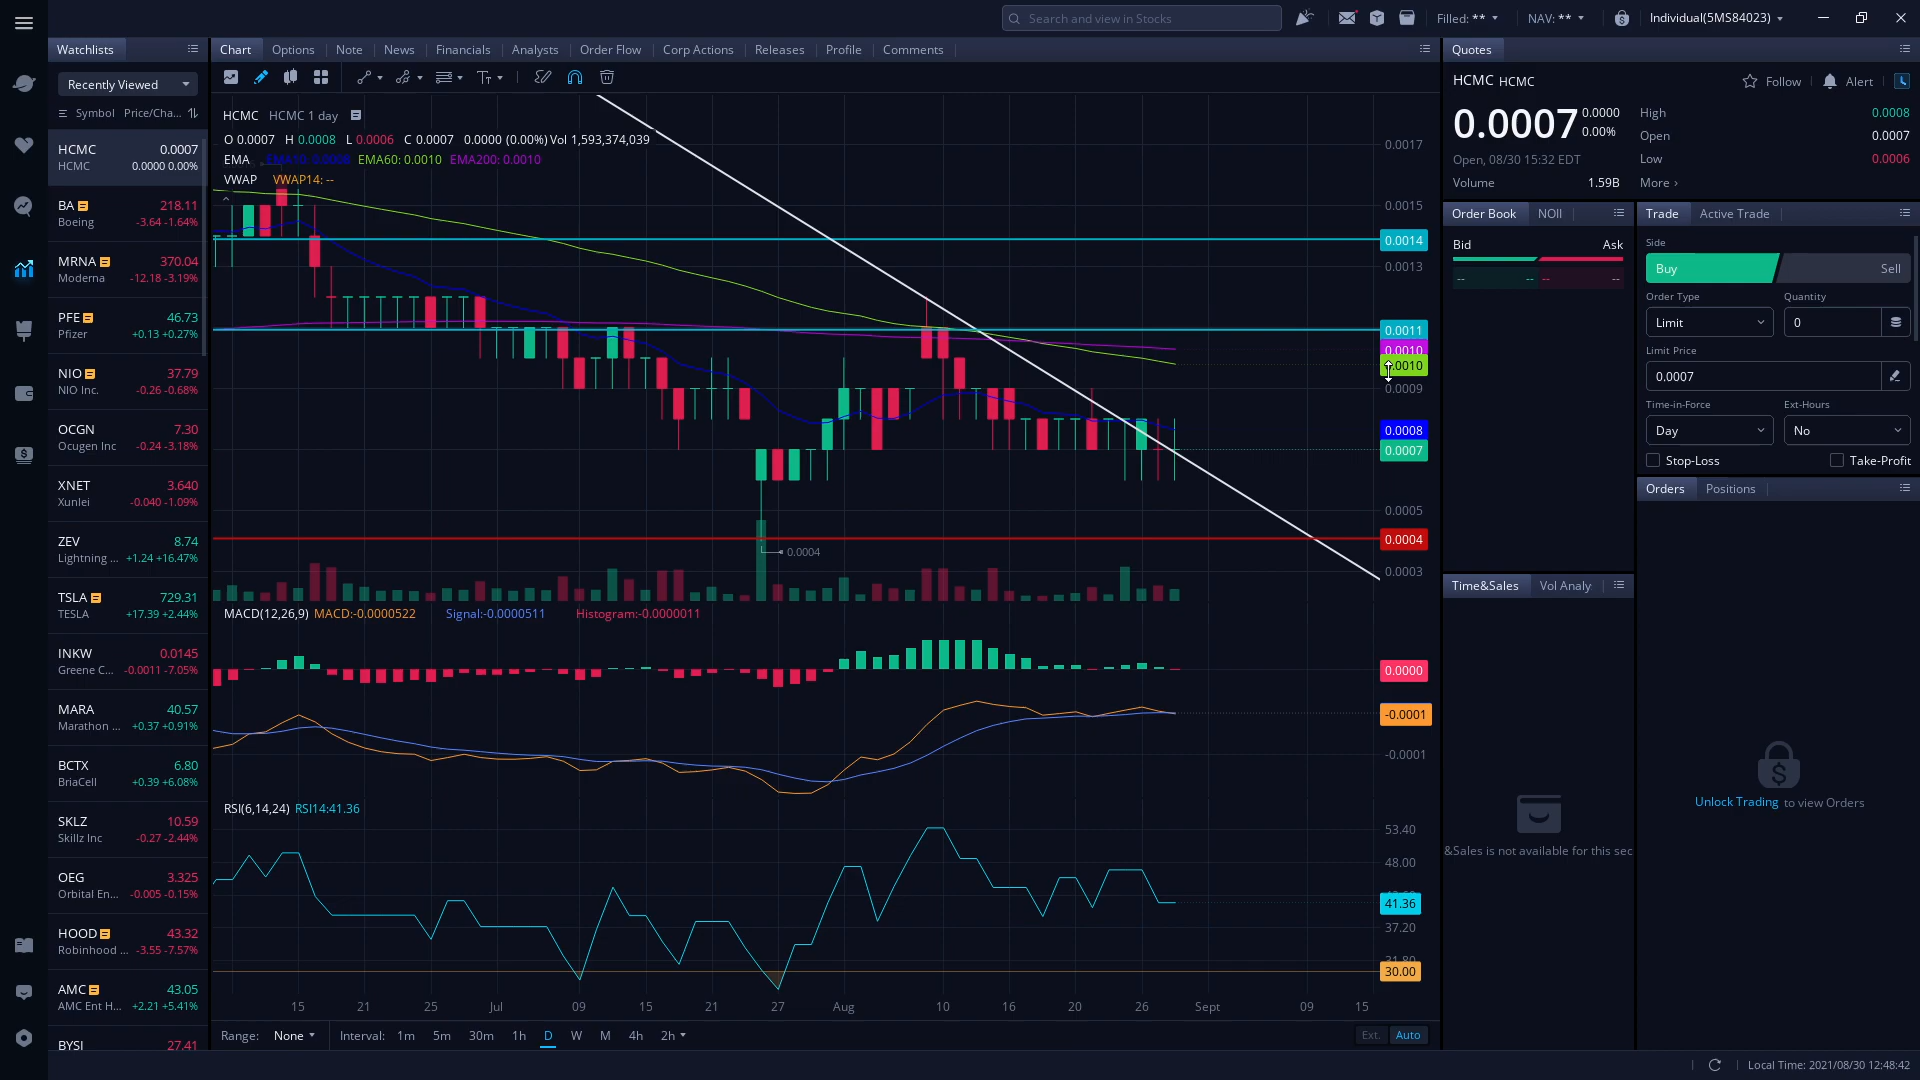 Search and view in Stocks
Filled: **
NAV: **
Individual(5MS84023)
Watchlists
Recently Viewed
Symbol Price/Cha...
HCMC 0.0007
HCMC 0.0000 0.00%
BA 218.11
Boeing -3.64 -1.64%
MRNA 370.04
Moderna -12.18 -3.19%
PFE 46.73
Pfizer +0.13 +0.27%
NIO 37.79
NIO Inc. -0.26 -0.68%
OCGN 7.30
Ocugen Inc -0.24 -3.18%
XNET 3.640
Xunlei -0.040 -1.09%
ZEV 8.74
Lightning ... +1.24 +16.47%
TSLA 729.31
TESLA +17.39 +2.44%
INKW 0.0145
Greene C... -0.0011 -7.05%
MARA 40.57
Marathon ... +0.37 +0.91%
BCTX 6.80
BriaCell +0.39 +6.08%
SKLZ 10.59
Skillz Inc -0.27 -2.44%
OEG 3.325
Orbital En... -0.005 -0.15%
HOOD 43.32
Robinhood ... -3.55 -7.57%
AMC 43.05
AMC Ent H... +2.21 +5.41%
BYSI 27.41
Chart Options Note News Financials Analysts Order Flow Corp Actions Releases Profile Comments
HCMC HCMC 1 day
O 0.0007 H 0.0008 L 0.0006 C 0.0007 0.0000 (0.00%) Vol 1,593,374,039
EMA EMA10: 0.0008 EMA60: 0.0010 EMA200: 0.0010
VWAP VWAP14: --
0.0017
0.0015
0.0014
0.0013
0.0011
0.0010
0.0010
0.0009
0.0008
0.0007
0.0005
0.0004
0.0004
0.0003
MACD(12,26,9) MACD:-0.0000522 Signal:-0.0000511 Histogram:-0.0000011
0.0000
-0.0001
-0.0001
RSI(6,14,24) RSI14:41.36
53.40
48.00
41.36
37.20
31.80
30.00
15 21 25 Jul 09 15 21 27 Aug 10 16 20 26 Sept 09 15
Range: None Interval: 1m 5m 30m 1h D W M 4h 2h Ext. Auto
Quotes
HCMC HCMC Follow Alert
0.0007 0.0000
0.00%
Open, 08/30 15:32 EDT
Volume 1.59B
High 0.0008
Open 0.0007
Low 0.0006
More ›
Order Book NOII
Bid Ask
-- -- -- --
Time&Sales Vol Analy
&Sales is not available for this sec
Trade Active Trade
Side
Buy Sell
Order Type Quantity
Limit 0
Limit Price
0.0007
Time-in-Force Ext-Hours
Day No
Stop-Loss Take-Profit
Orders Positions
Unlock Trading to view Orders
Local Time: 2021/08/30 12:48:42